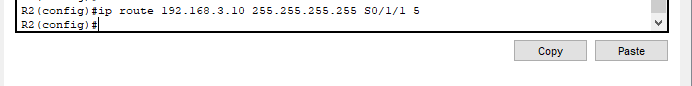 R2(config)#ip route 192.168.3.10 255.255.255.255 S0/1/1 5
R2(config)#
Copy
Paste